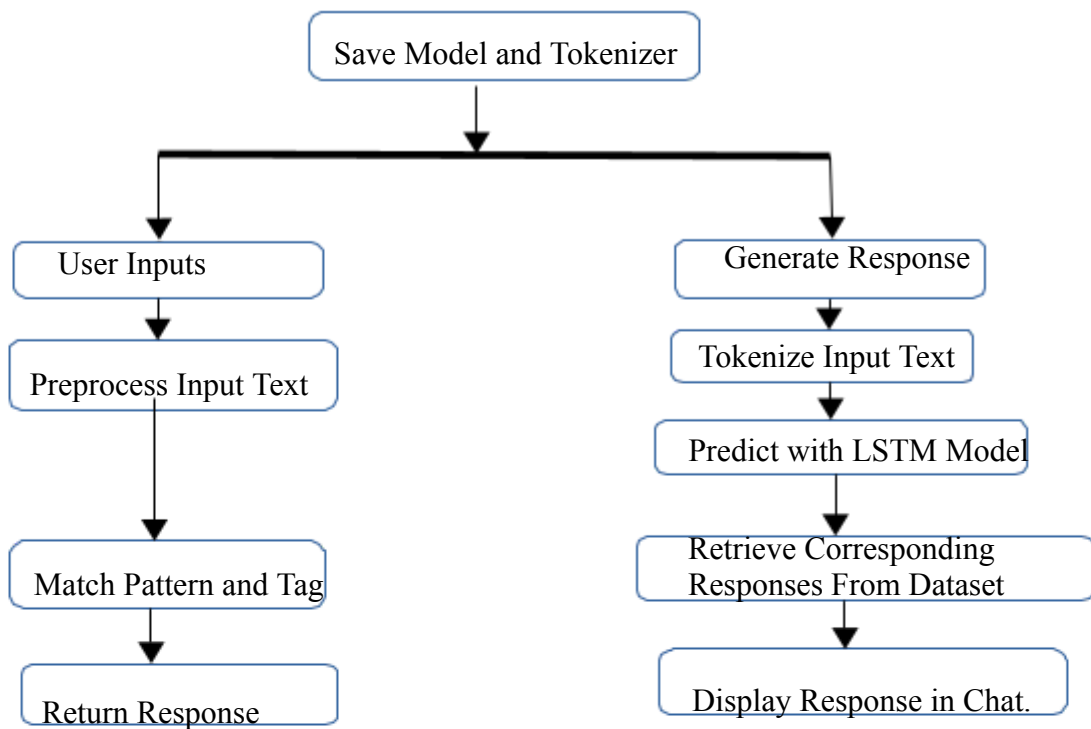 Save Model and Tokenizer
User Inputs
Preprocess Input Text
Match Pattern and Tag
Return Response
Generate Response
Tokenize Input Text
Predict with LSTM Model
Retrieve Corresponding
Responses From Dataset
Display Response in Chat.